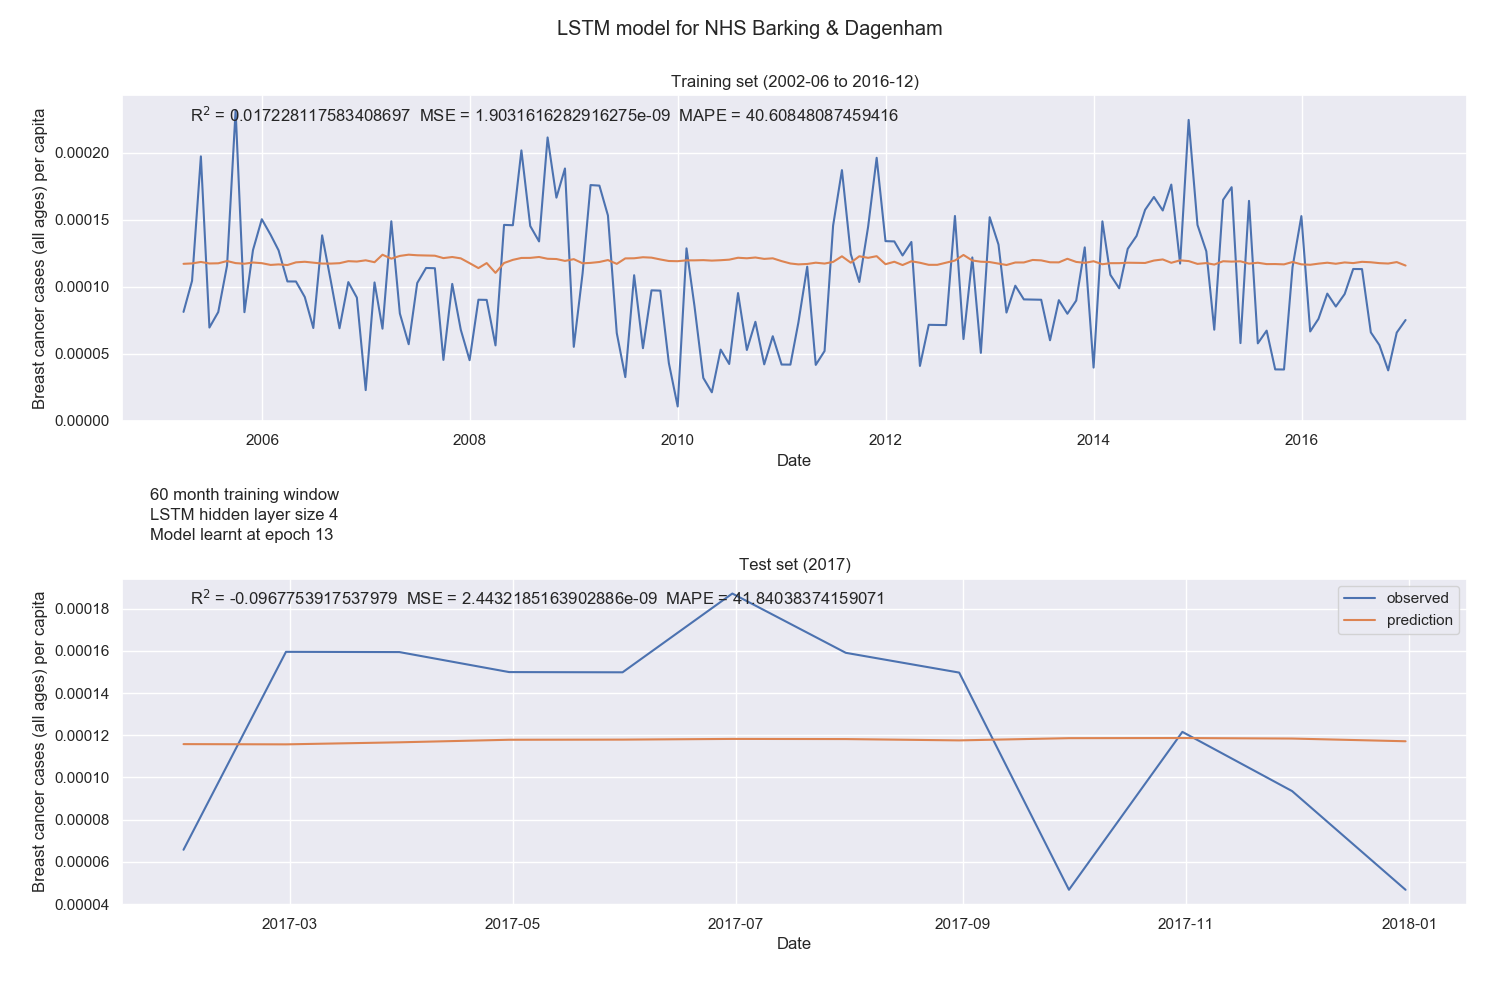 LSTM model for NHS Barking & Dagenham
Training set (2002-06 to 2016-12)
R² = 0.017228117583408697 MSE = 1.9031616282916275e-09 MAPE = 40.60848087459416
Breast cancer cases (all ages) per capita
0.00020
0.00015
0.00010
0.00005
0.00000
2006 2008 2010 2012 2014 2016
Date
60 month training window
LSTM hidden layer size 4
Model learnt at epoch 13
Test set (2017)
R² = -0.0967753917537979 MSE = 2.4432185163902886e-09 MAPE = 41.84038374159071
observed
prediction
Breast cancer cases (all ages) per capita
0.00018
0.00016
0.00014
0.00012
0.00010
0.00008
0.00006
0.00004
2017-03 2017-05 2017-07 2017-09 2017-11 2018-01
Date